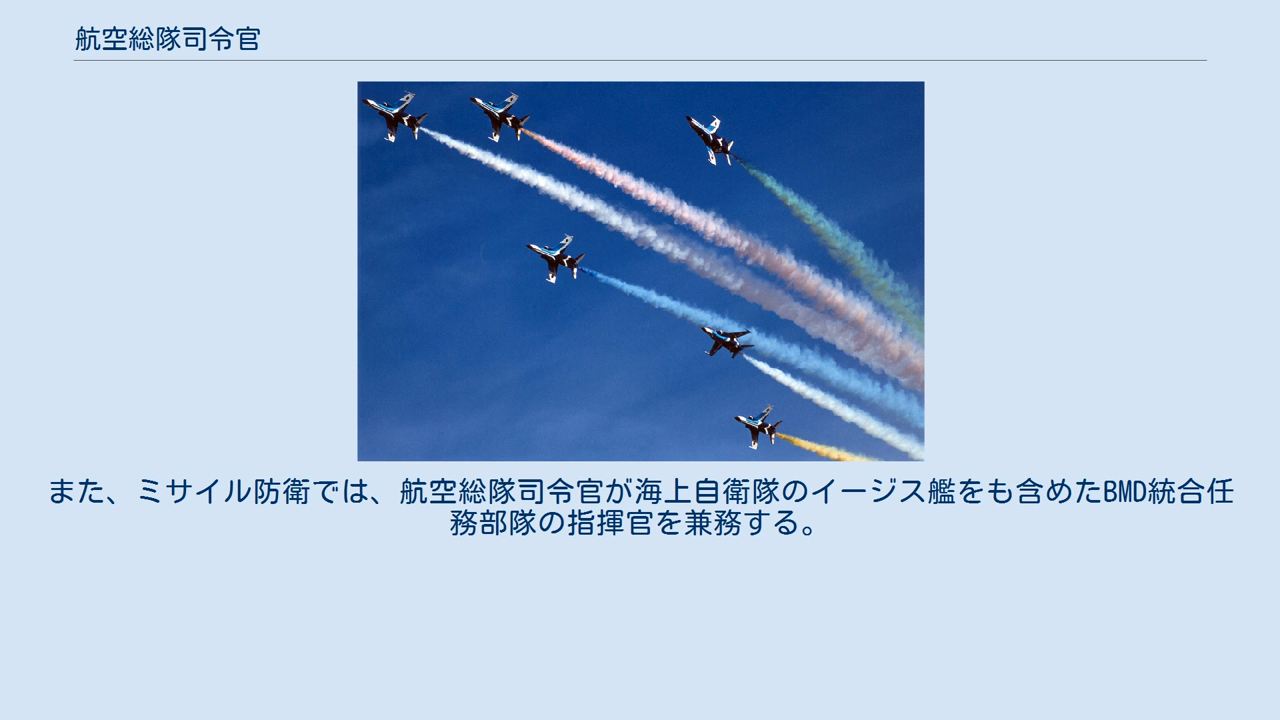 航空総隊司令官
また、ミサイル防衛では、航空総隊司令官が海上自衛隊のイージス艦をも含めたBMD統合任
務部隊の指揮官を兼務する。